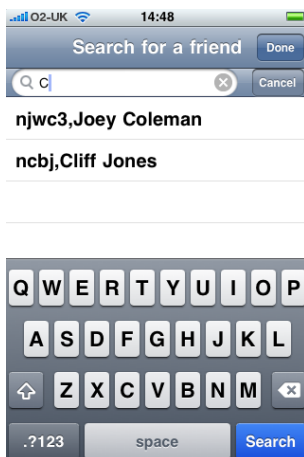 O2-UK 14:48
Search for a friend Done
C Cancel
njwc3,Joey Coleman
ncbj,Cliff Jones
Q W E R T Y U I O P
A S D F G H J K L
Z X C V B N M
.?123 space Search